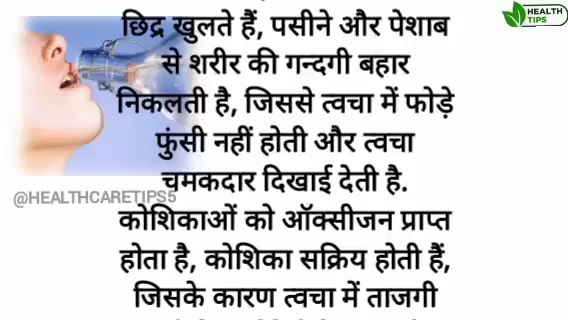 HEALTH
TIPS
छिद्र खुलते हैं, पसीने और पेशाब
से शरीर की गन्दगी बहार
निकलती है, जिससे त्वचा में फोड़े
फुंसी नहीं होती और त्वचा
चमकदार दिखाई देती है.
@HEALTHCARETIPS5
कोशिकाओं को ऑक्सीजन प्राप्त
होता है, कोशिका सक्रिय होती हैं,
जिसके कारण त्वचा में ताजगी